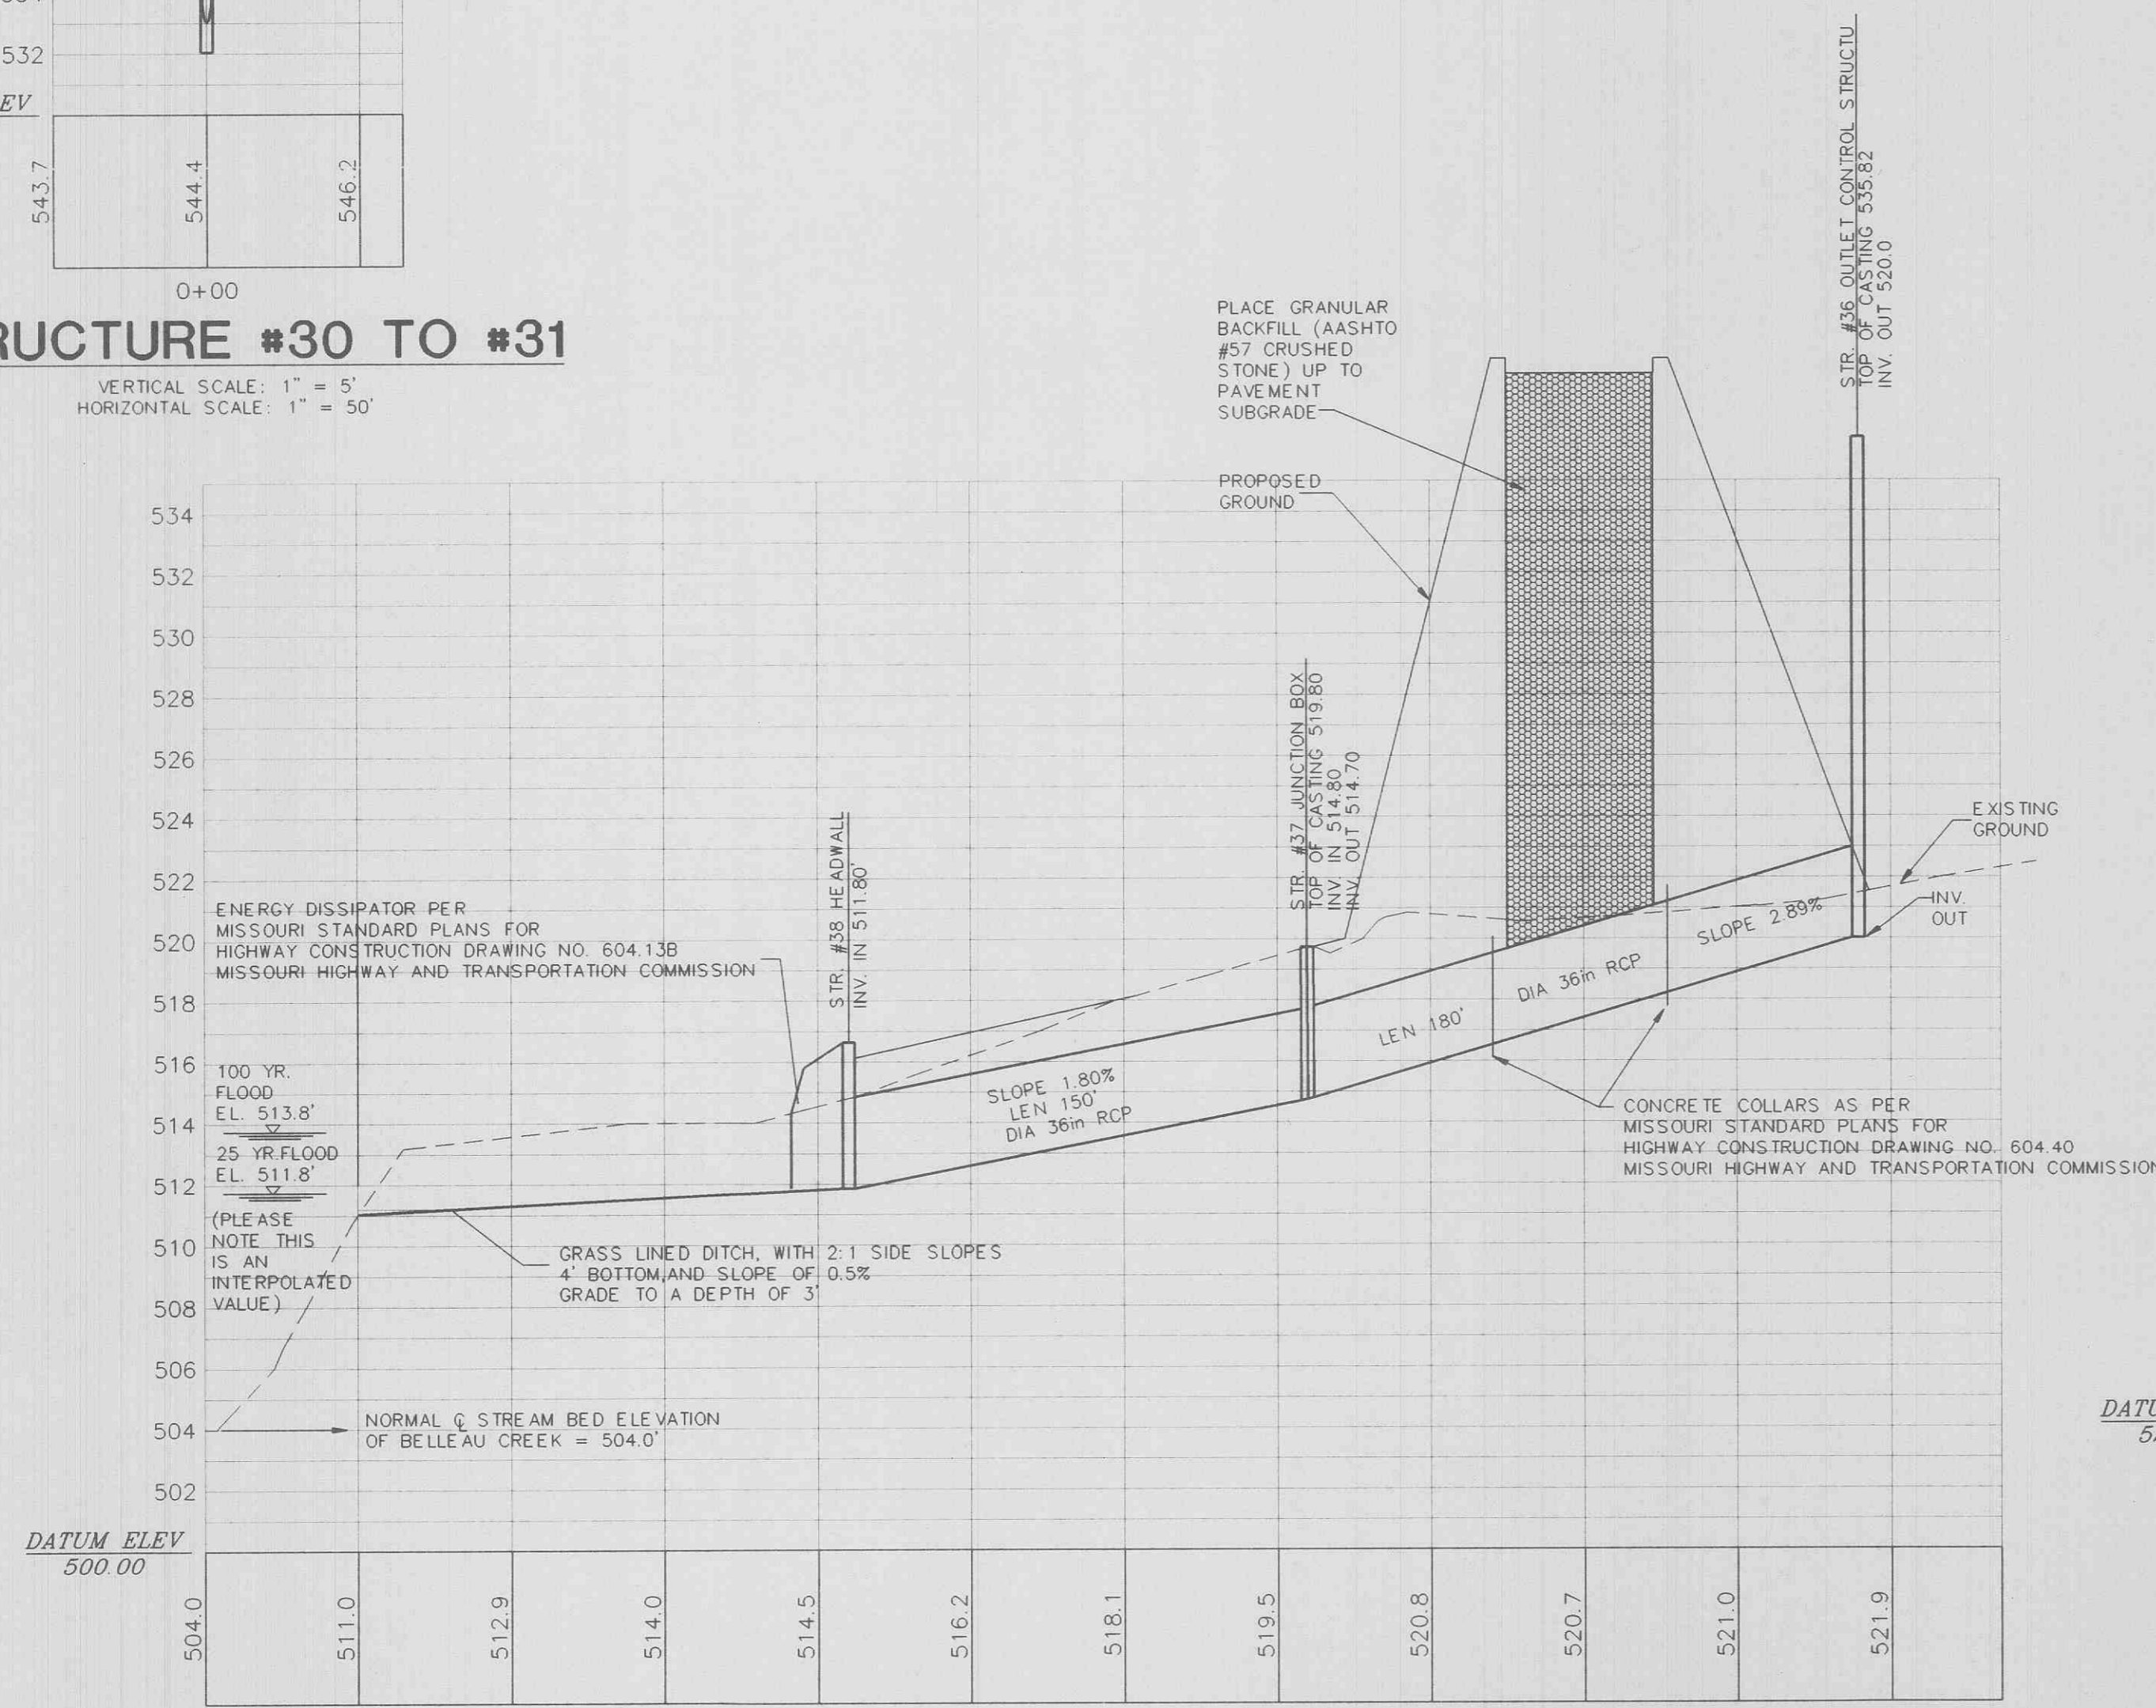 532
EV
543.7
544.4
546.2
0+00
RUCTURE #30 TO #31
VERTICAL SCALE: 1" = 5'
HORIZONTAL SCALE: 1" = 50'
STR. #36 OUTLET CONTROL STRUCTU
TOP OF CASTING 535.82
INV. OUT 520.0
PLACE GRANULAR
BACKFILL (AASHTO
#57 CRUSHED
STONE) UP TO
PAVEMENT
SUBGRADE
PROPOSED
GROUND
534
532
530
528
526
524
522
520
518
516
514
512
510
508
506
504
502
STR. #37 JUNCTION BOX
TOP OF CASTING 519.80
INV. IN 514.80
INV. OUT 514.70
STR. #38 HEADWALL
INV. IN 511.80'
EXISTING
GROUND
INV.
OUT
ENERGY DISSIPATOR PER
MISSOURI STANDARD PLANS FOR
HIGHWAY CONSTRUCTION DRAWING NO. 604.13B
MISSOURI HIGHWAY AND TRANSPORTATION COMMISSION
SLOPE 2.89%
DIA 36in RCP
LEN 180'
SLOPE 1.80%
LEN 150'
DIA 36in RCP
100 YR.
FLOOD
EL. 513.8'
25 YR.FLOOD
EL. 511.8'
(PLEASE
NOTE THIS
IS AN
INTERPOLATED
VALUE)
CONCRETE COLLARS AS PER
MISSOURI STANDARD PLANS FOR
HIGHWAY CONSTRUCTION DRAWING NO. 604.40
MISSOURI HIGHWAY AND TRANSPORTATION COMMISSION
GRASS LINED DITCH, WITH 2:1 SIDE SLOPES
4' BOTTOM,AND SLOPE OF 0.5%
GRADE TO A DEPTH OF 3'
NORMAL ℄ STREAM BED ELEVATION
OF BELLEAU CREEK = 504.0'
DATUM ELEV
500.00
DATU
504.0
511.0
512.9
514.0
514.5
516.2
518.1
519.5
520.8
520.7
521.0
521.9